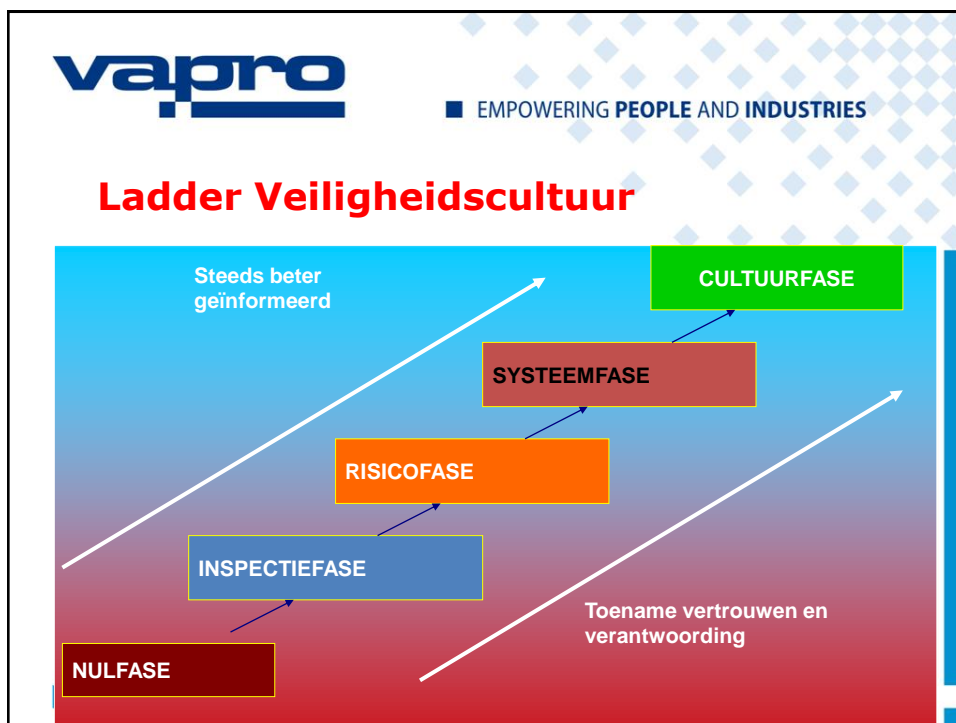 vapro
EMPOWERING PEOPLE AND INDUSTRIES
Ladder Veiligheidscultuur
Steeds beter
geïnformeerd
CULTUURFASE
SYSTEEMFASE
RISICOFASE
INSPECTIEFASE
Toename vertrouwen en
verantwoording
NULFASE